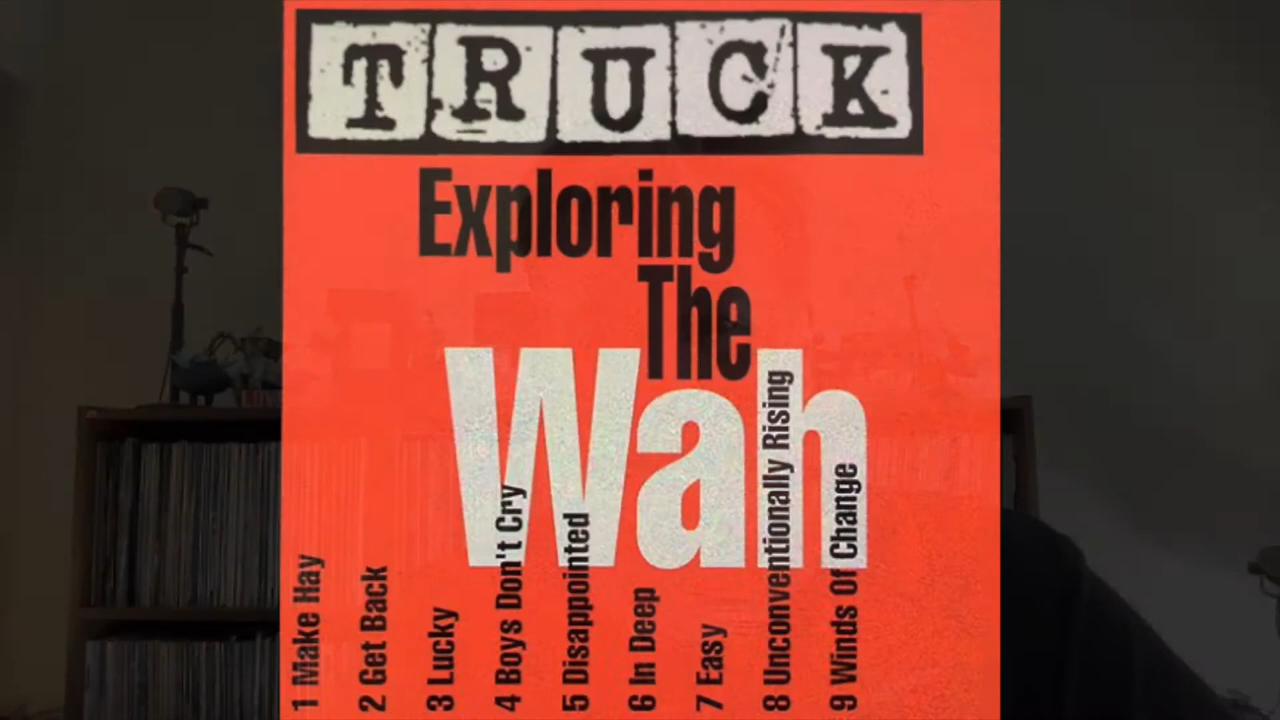 TRUCK
Exploring
The
Wah
1 Make Hay
2 Get Back
3 Lucky
4 Boys Don't Cry
5 Disappointed
6 In Deep
7 Easy
8 Unconventionally Rising
9 Winds Of Change